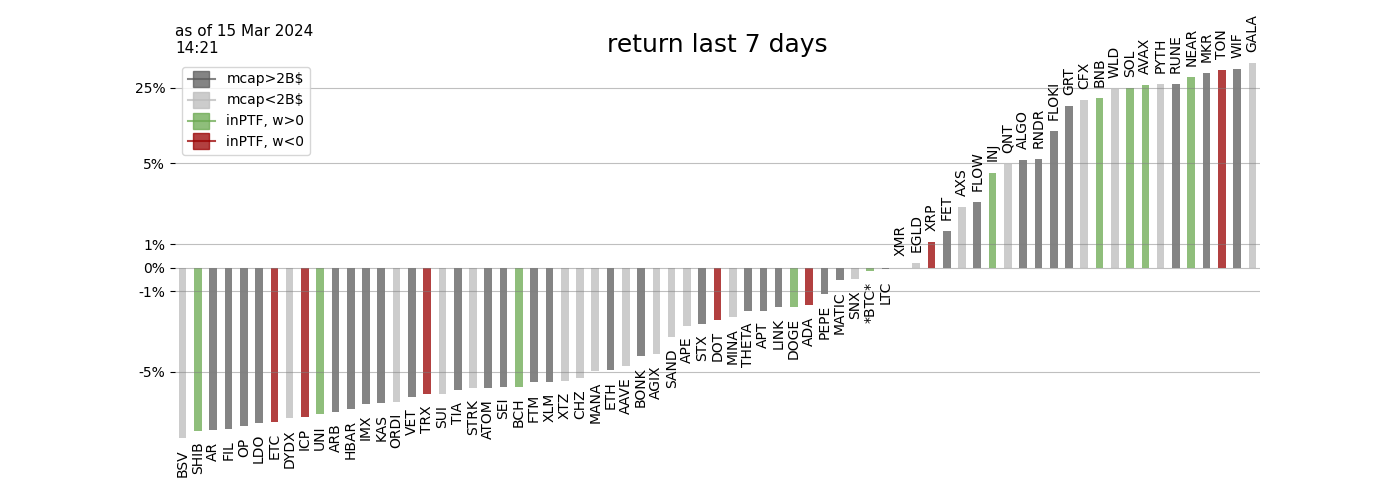 as of 15 Mar 2024
14:21
return last 7 days
mcap>2B$
mcap<2B$
inPTF, w>0
inPTF, w<0
25%
5%
1%
0%
-1%
-5%
BSV
SHIB
AR
FIL
OP
LDO
ETC
DYDX
ICP
UNI
ARB
HBAR
IMX
KAS
ORDI
VET
TRX
SUI
TIA
STRK
ATOM
SEI
BCH
FTM
XLM
XTZ
CHZ
MANA
ETH
AAVE
BONK
AGIX
SAND
APE
STX
DOT
MINA
THETA
APT
LINK
DOGE
ADA
PEPE
MATIC
SNX
*BTC*
LTC
XMR
EGLD
XRP
FET
AXS
FLOW
INJ
QNT
ALGO
RNDR
FLOKI
GRT
CFX
BNB
WLD
SOL
AVAX
PYTH
RUNE
NEAR
MKR
TON
WIF
GALA